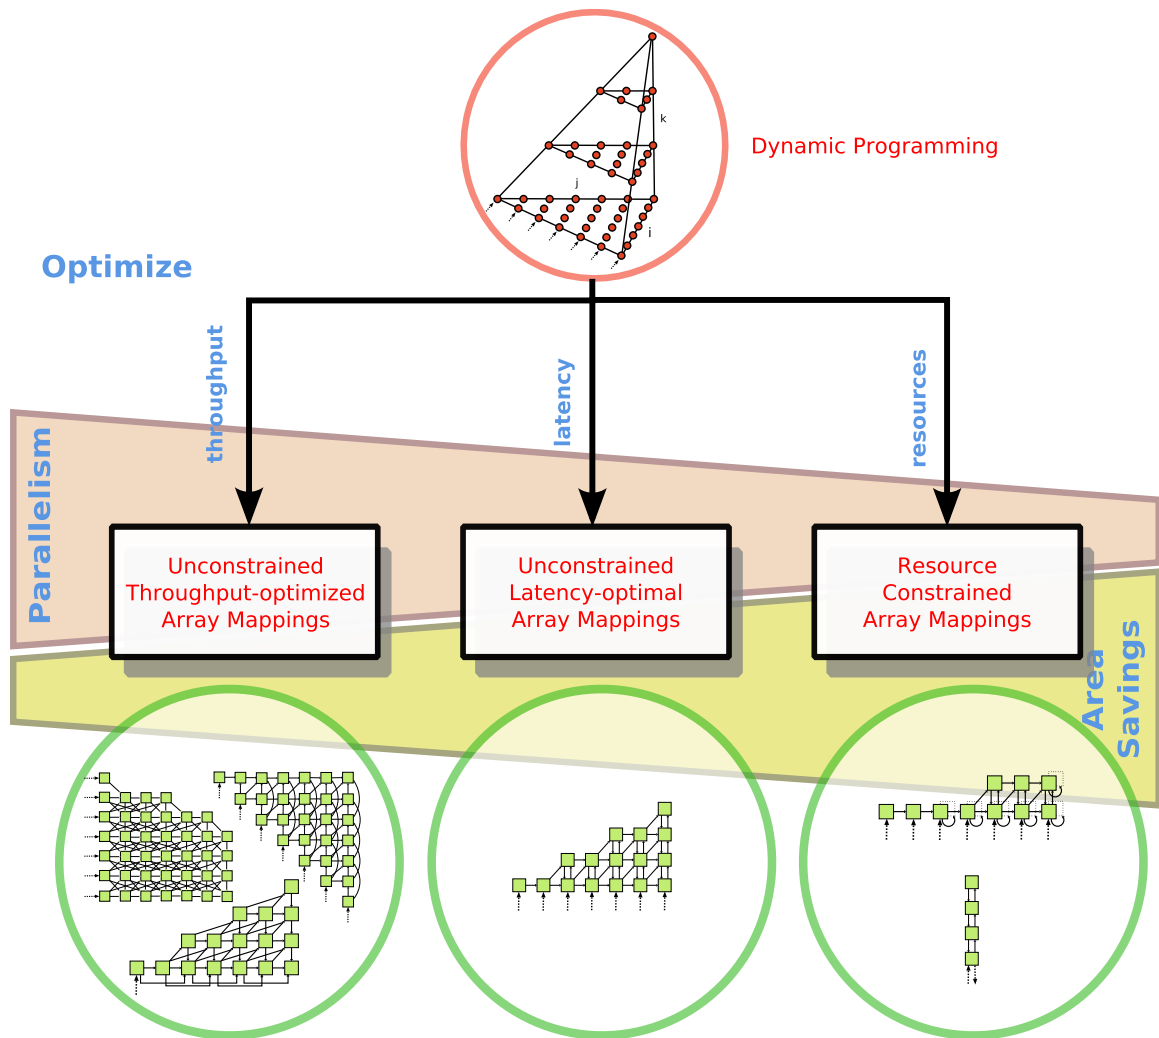 k
Dynamic Programming
j
i
Optimize
throughput
latency
resources
Parallelism
Unconstrained
Throughput-optimized
Array Mappings
Unconstrained
Latency-optimal
Array Mappings
Resource
Constrained
Array Mappings
Area
Savings